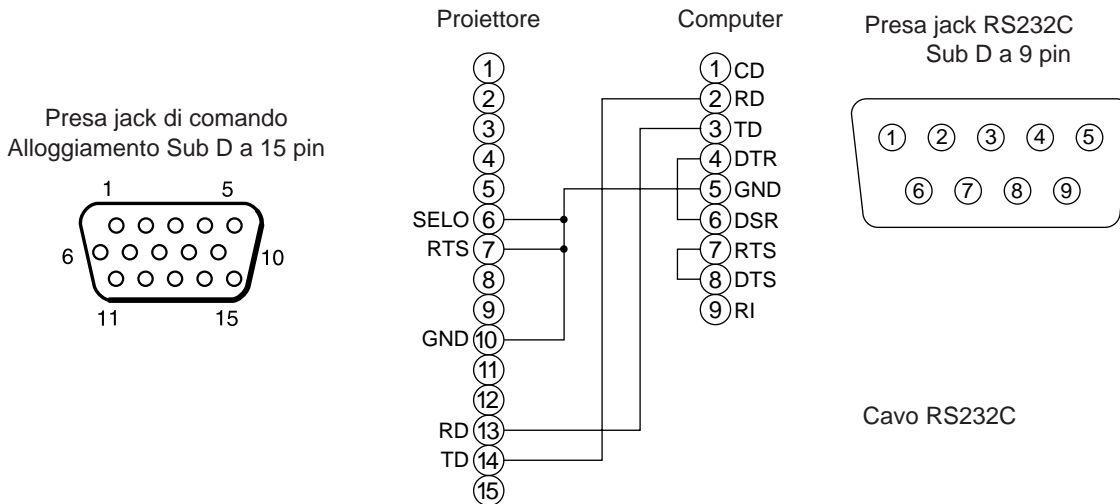 Proiettore
Computer
Presa jack RS232C
Sub D a 9 pin
Presa jack di comando
Alloggiamento Sub D a 15 pin
1 5
6 10
11 15
1
2
3
4
5
SELO 6
RTS 7
8
9
GND 10
11
12
RD 13
TD 14
15
1 CD
2 RD
3 TD
4 DTR
5 GND
6 DSR
7 RTS
8 DTS
9 RI
1 2 3 4 5
6 7 8 9
Cavo RS232C